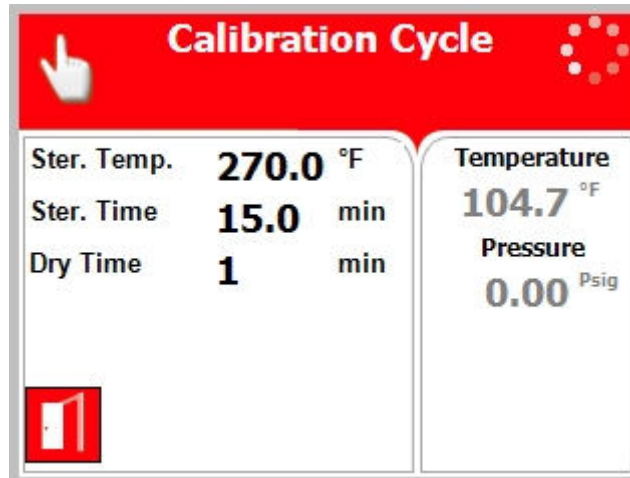 Calibration Cycle
Ster. Temp. 270.0 °F
Ster. Time 15.0 min
Dry Time 1 min
Temperature
104.7 °F
Pressure
0.00 Psig